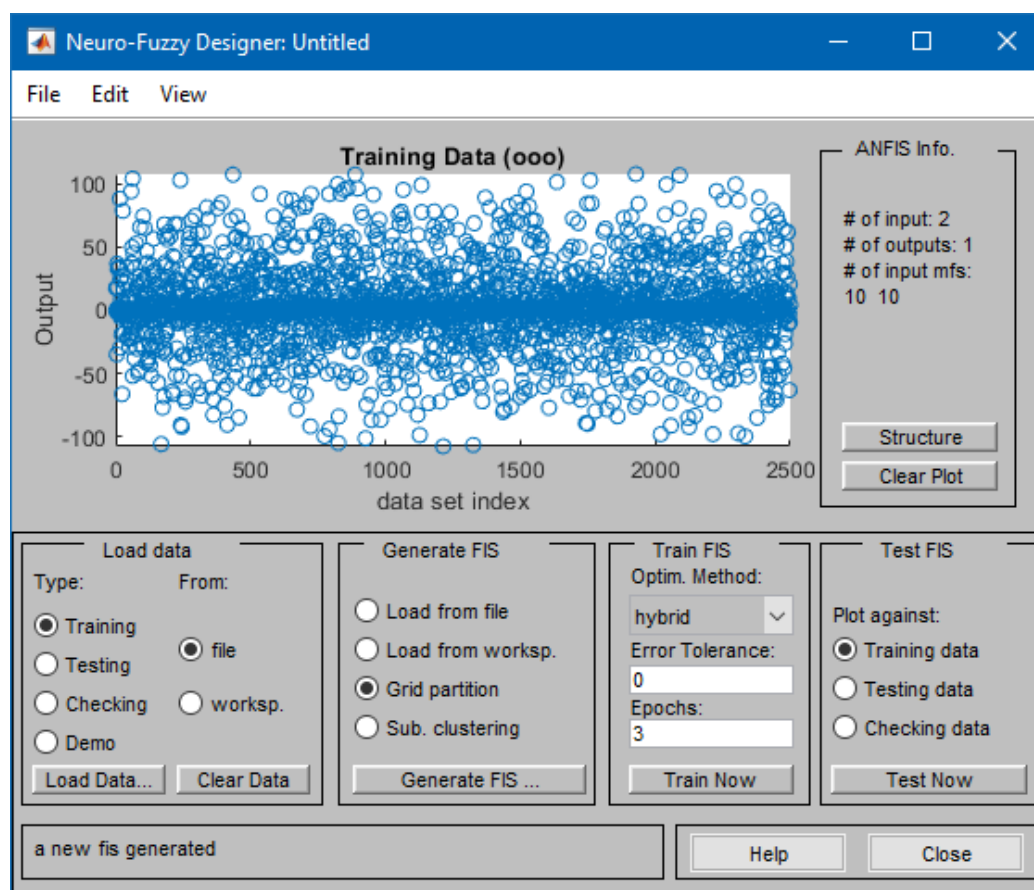 Neuro-Fuzzy Designer: Untitled
File Edit View
Training Data (ooo)
100
50
0
-50
-100
Output
0 500 1000 1500 2000 2500
data set index
ANFIS Info.
# of input: 2
# of outputs: 1
# of input mfs:
10 10
Structure
Clear Plot
Load data
Type: From:
Training
Testing
Checking
Demo
file
worksp.
Load Data... Clear Data
Generate FIS
Load from file
Load from worksp.
Grid partition
Sub. clustering
Generate FIS ...
Train FIS
Optim. Method:
hybrid
Error Tolerance:
0
Epochs:
3
Train Now
Test FIS
Plot against:
Training data
Testing data
Checking data
Test Now
a new fis generated
Help Close